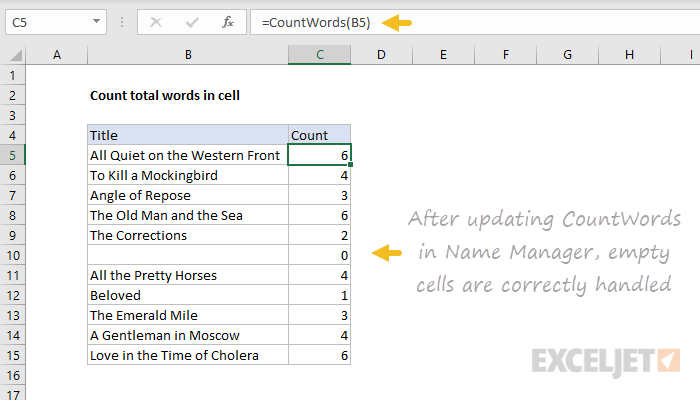 C5 fx =CountWords(B5)
A B C D E F G H I
1
2 Count total words in cell
3
4 Title Count
5 All Quiet on the Western Front 6
6 To Kill a Mockingbird 4
7 Angle of Repose 3
8 The Old Man and the Sea 6
9 The Corrections 2
10 0
11 All the Pretty Horses 4
12 Beloved 1
13 The Emerald Mile 3
14 A Gentleman in Moscow 4
15 Love in the Time of Cholera 6
16
17
After updating CountWords
in Name Manager, empty
cells are correctly handled
EXCELJET